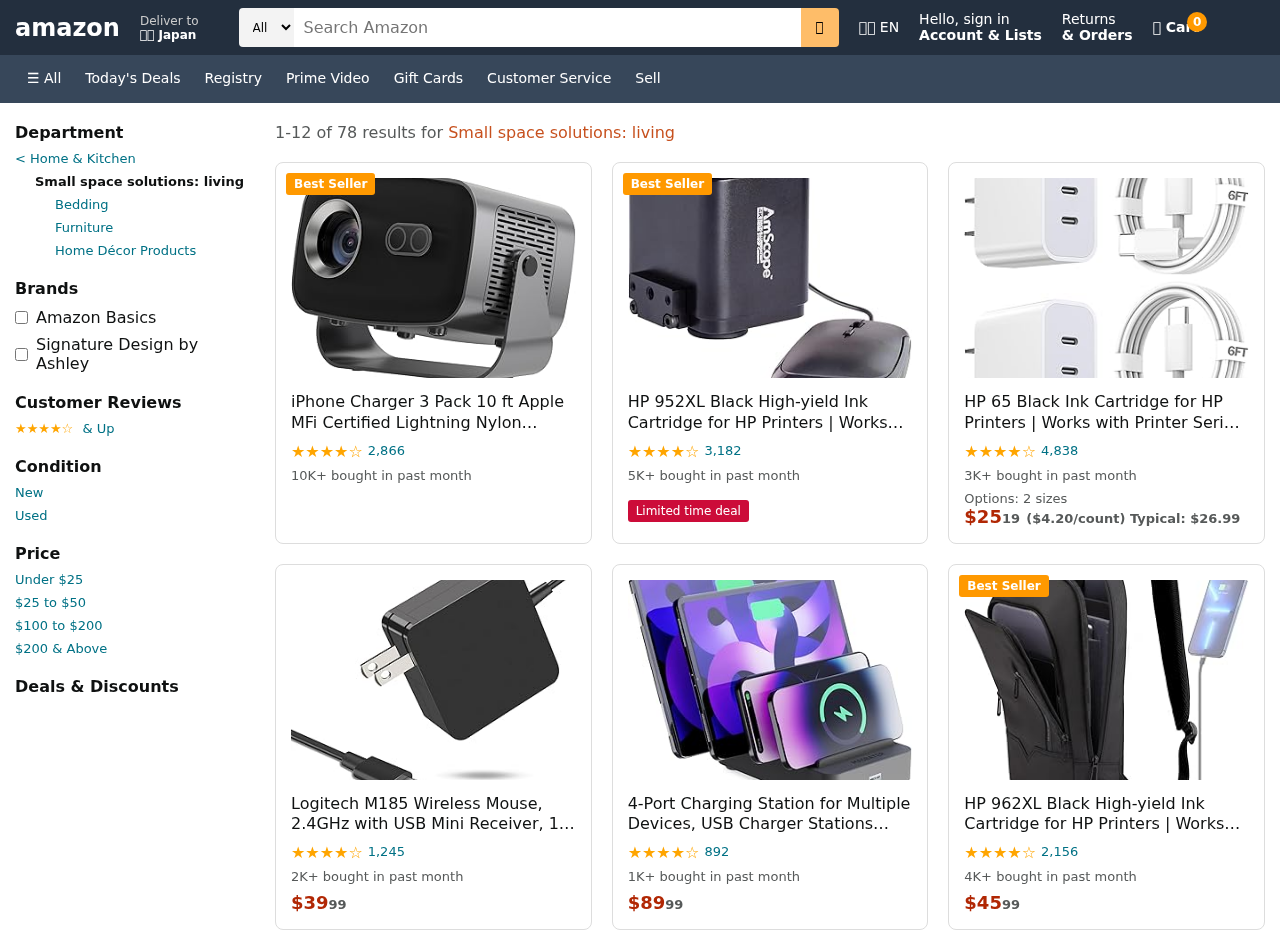 amazon
Deliver to
Japan
All
Search Amazon
EN
Hello, sign in
Account & Lists
Returns
& Orders
0
☰ All
Today's Deals
Registry
Prime Video
Gift Cards
Customer Service
Sell
Department
< Home & Kitchen
Small space solutions: living
Bedding
Furniture
Home Décor Products
Brands
Amazon Basics
Signature Design by
Ashley
Customer Reviews
★★★★☆ & Up
Condition
New
Used
Price
Under $25
$25 to $50
$100 to $200
$200 & Above
Deals & Discounts
1-12 of 78 results for Small space solutions: living
Best Seller
iPhone Charger 3 Pack 10 ft Apple
MFi Certified Lightning Nylon…
★★★★☆ 2,866
10K+ bought in past month
Best Seller
AmScope
HP 952XL Black High-yield Ink
Cartridge for HP Printers | Works…
★★★★☆ 3,182
5K+ bought in past month
Limited time deal
6FT
6FT
HP 65 Black Ink Cartridge for HP
Printers | Works with Printer Seri…
★★★★☆ 4,838
3K+ bought in past month
Options: 2 sizes
$25 19 ($4.20/count) Typical: $26.99
Logitech M185 Wireless Mouse,
2.4GHz with USB Mini Receiver, 1…
★★★★☆ 1,245
2K+ bought in past month
$39 99
4-Port Charging Station for Multiple
Devices, USB Charger Stations…
★★★★☆ 892
1K+ bought in past month
$89 99
Best Seller
HP 962XL Black High-yield Ink
Cartridge for HP Printers | Works…
★★★★☆ 2,156
4K+ bought in past month
$45 99